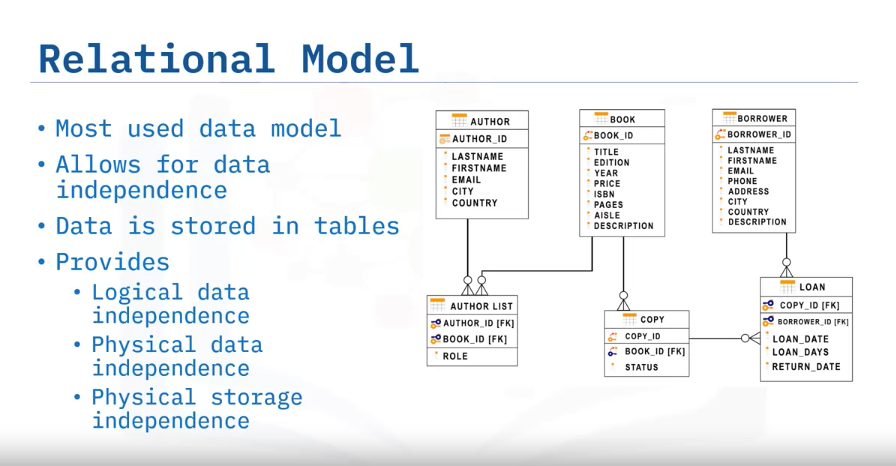 Relational Model
• Most used data model
• Allows for data
independence
• Data is stored in tables
• Provides
• Logical data
independence
• Physical data
independence
• Physical storage
independence
AUTHOR
AUTHOR_ID
LASTNAME
FIRSTNAME
EMAIL
CITY
COUNTRY
BOOK
BOOK_ID
TITLE
EDITION
YEAR
PRICE
ISBN
PAGES
AISLE
DESCRIPTION
BORROWER
BORROWER_ID
LASTNAME
FIRSTNAME
EMAIL
PHONE
ADDRESS
CITY
COUNTRY
DESCRIPTION
AUTHOR LIST
AUTHOR_ID [FK]
BOOK_ID [FK]
ROLE
COPY
COPY_ID
BOOK_ID [FK]
STATUS
LOAN
COPY_ID [FK]
BORROWER_ID [FK]
LOAN_DATE
LOAN_DAYS
RETURN_DATE